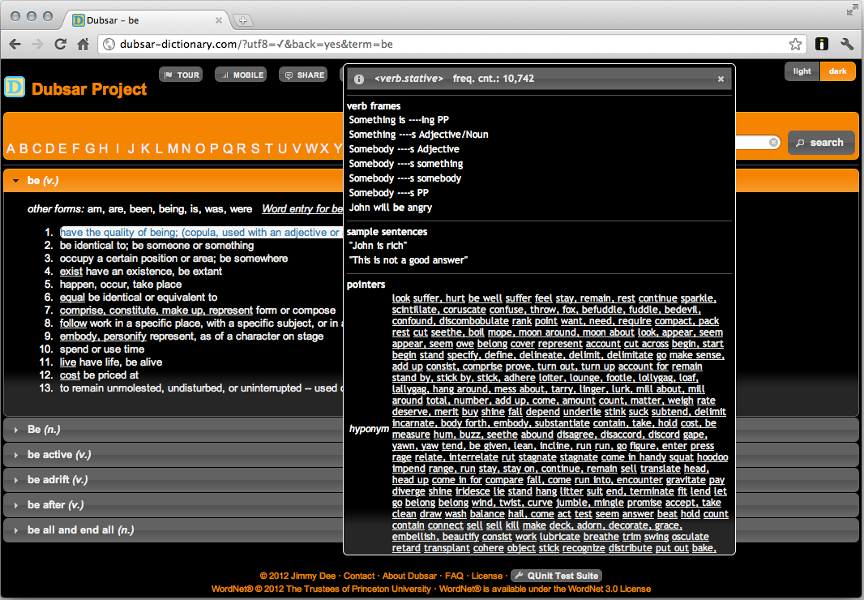 Dubsar - be
dubsar-dictionary.com/?utf8=✓&back=yes&term=be
Dubsar Project
TOUR
MOBILE
SHARE
light
dark
A B C D E F G H I J K L M N O P Q R S T U V W X Y
search
be (v.)
other forms: am, are, been, being, is, was, were Word entry for be
1. have the quality of being; (copula, used with an adjective or
2. be identical to; be someone or something
3. occupy a certain position or area; be somewhere
4. exist have an existence, be extant
5. happen, occur, take place
6. equal be identical or equivalent to
7. comprise, constitute, make up, represent form or compose
8. follow work in a specific place, with a specific subject, or in
9. embody, personify represent, as of a character on stage
10. spend or use time
11. live have life, be alive
12. cost be priced at
13. to remain unmolested, undisturbed, or uninterrupted -- used
Be (n.)
be active (v.)
be adrift (v.)
be after (v.)
be all and end all (n.)
<verb.stative> freq. cnt.: 10,742
verb frames
Something is ----ing PP
Something ----s Adjective/Noun
Somebody ----s Adjective
Somebody ----s something
Somebody ----s somebody
Somebody ----s PP
John will be angry
sample sentences
"John is rich"
"This is not a good answer"
pointers
hyponym
look suffer, hurt be well suffer feel stay, remain, rest continue sparkle,
scintillate, coruscate confuse, throw, fox, befuddle, fuddle, bedevil,
confound, discombobulate rank point want, need, require compact, pack
rest cut seethe, boil mope, moon around, moon about look, appear, seem
appear, seem owe belong cover represent account cut across begin, start
begin stand specify, define, delineate, delimit, delimitate go make sense,
add up consist, comprise prove, turn out, turn up account for remain
stand by, stick by, stick, adhere loiter, lounge, footle, lollygag, loaf,
lallygag, hang around, mess about, tarry, linger, lurk, mill about, mill
around total, number, add up, come, amount count, matter, weigh rate
deserve, merit buy shine fall depend underlie stink suck subtend, delimit
incarnate, body forth, embody, substantiate contain, take, hold cost, be
measure hum, buzz, seethe abound disagree, disaccord, discord gape,
yawn, yaw tend, be given, lean, incline, run run, go figure, enter press
rage relate, interrelate rut stagnate stagnate come in handy squat hoodoo
impend range, run stay, stay on, continue, remain sell translate head,
head up come in for compare fall, come run into, encounter gravitate pay
diverge shine iridesce lie stand hang litter suit end, terminate fit lend let
go belong belong wind, twist, curve jumble, mingle promise accept, take
clean draw wash balance hail, come act test seem answer beat hold count
contain connect sell sell kill make deck, adorn, decorate, grace,
embellish, beautify consist work lubricate breathe trim swing osculate
retard transplant cohere object stick recognize distribute put out bake,
© 2012 Jimmy Dee · Contact · About Dubsar · FAQ · License · QUnit Test Suite
WordNet® © 2012 The Trustees of Princeton University · WordNet® is available under the WordNet 3.0 License